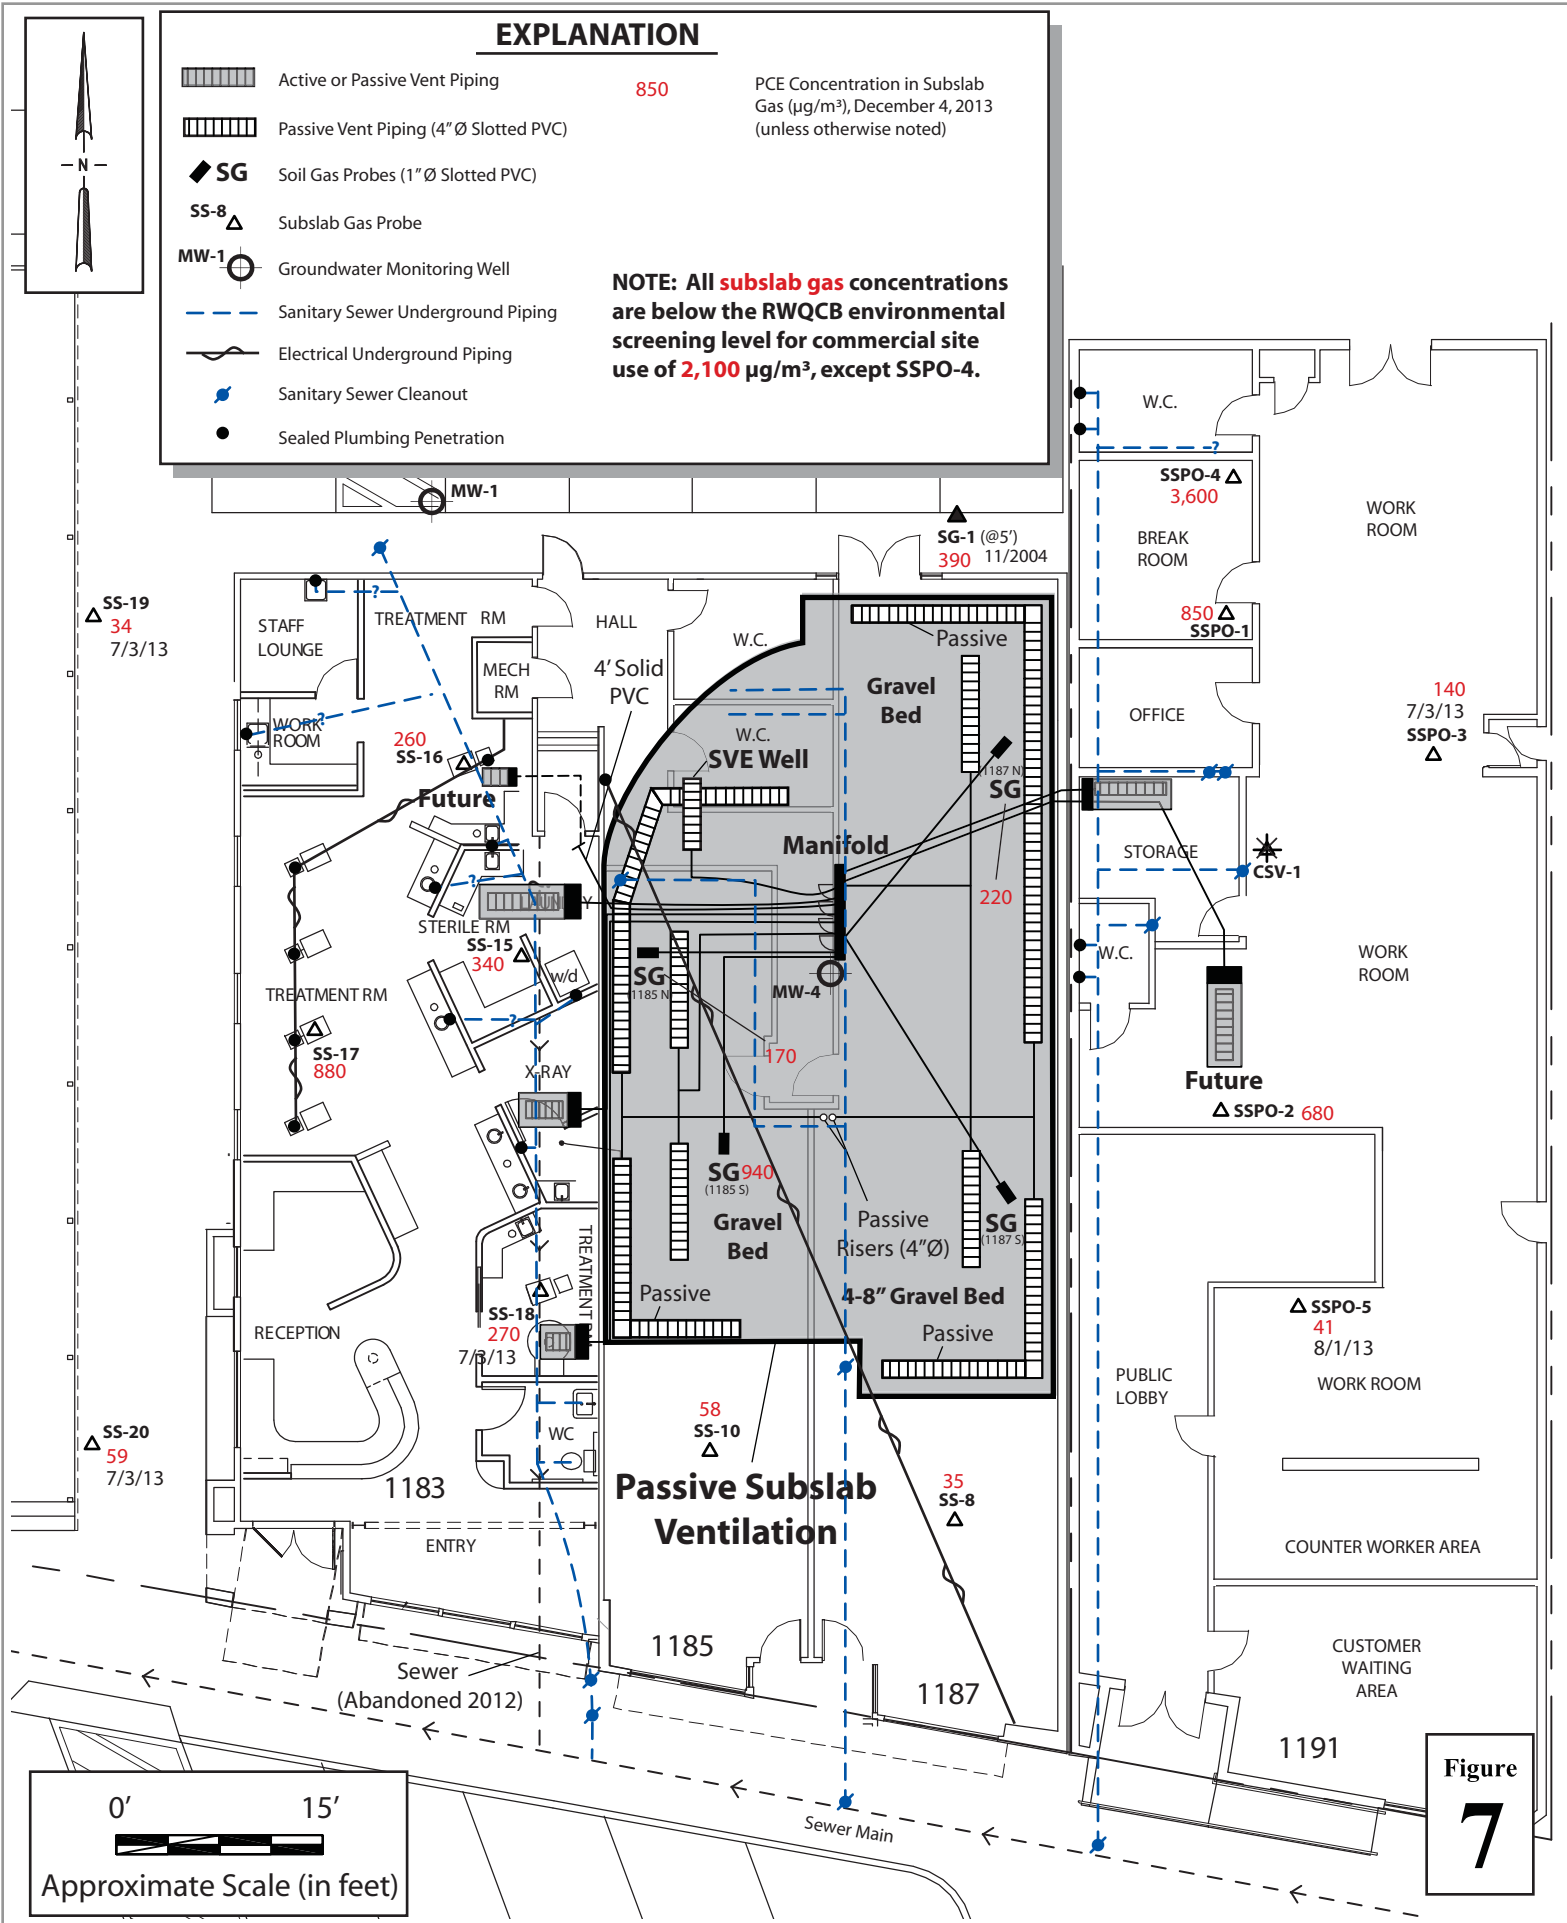 EXPLANATION
Active or Passive Vent Piping
Passive Vent Piping (4"Ø Slotted PVC)
SG
Soil Gas Probes (1"Ø Slotted PVC)
SS-8
Subslab Gas Probe
MW-1
Groundwater Monitoring Well
Sanitary Sewer Underground Piping
Electrical Underground Piping
Sanitary Sewer Cleanout
Sealed Plumbing Penetration
850
PCE Concentration in Subslab
Gas (µg/m³), December 4, 2013
(unless otherwise noted)
NOTE: All subslab gas concentrations
are below the RWQCB environmental
screening level for commercial site
use of 2,100 µg/m³, except SSPO-4.
N
MW-1
SG-1 (@5')
390 11/2004
W.C.
?
SSPO-4
3,600
BREAK
ROOM
WORK
ROOM
850
SSPO-1
OFFICE
140
7/3/13
SSPO-3
STORAGE
CSV-1
W.C.
WORK
ROOM
Future
SSPO-2 680
SSPO-5
41
8/1/13
WORK ROOM
PUBLIC
LOBBY
COUNTER WORKER AREA
CUSTOMER
WAITING
AREA
1191
SS-19
34
7/3/13
STAFF
LOUNGE
?
TREATMENT RM
HALL
W.C.
MECH
RM
4' Solid
PVC
?
WORK
ROOM
260
SS-16
Future
W.C.
SVE Well
Passive
Gravel
Bed
(1187 N)
SG
220
Manifold
?
LAUNDRY
STERILE RM
SS-15
340
w/d
?
TREATMENT RM
SS-17
880
X-RAY
SG
(1185 N)
MW-4
170
SG 940
(1185 S)
Gravel
Bed
Passive
Risers (4"Ø)
SG
(1187 S)
4-8" Gravel Bed
Passive
Passive
TREATMENT RM
SS-18
270
7/3/13
RECEPTION
WC
58
SS-10
Passive Subslab
Ventilation
35
SS-8
SS-20
59
7/3/13
1183
ENTRY
1185
1187
Sewer
(Abandoned 2012)
Sewer Main
0' 15'
Approximate Scale (in feet)
Figure
7